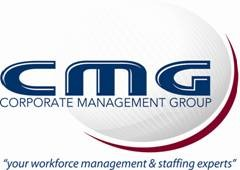 CMG
CORPORATE MANAGEMENT GROUP
"your workforce management & staffing experts"